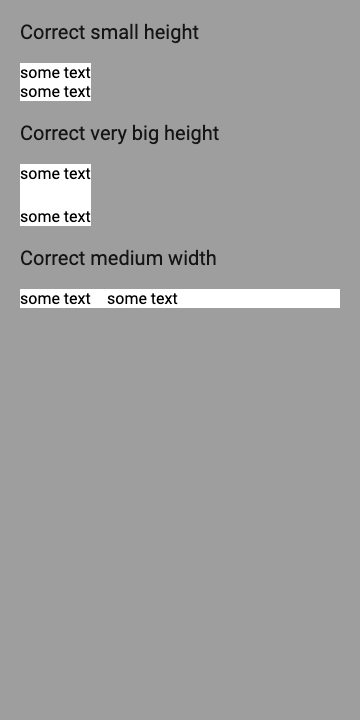 Correct small height
some text
some text
Correct very big height
some text
some text
Correct medium width
some text some text